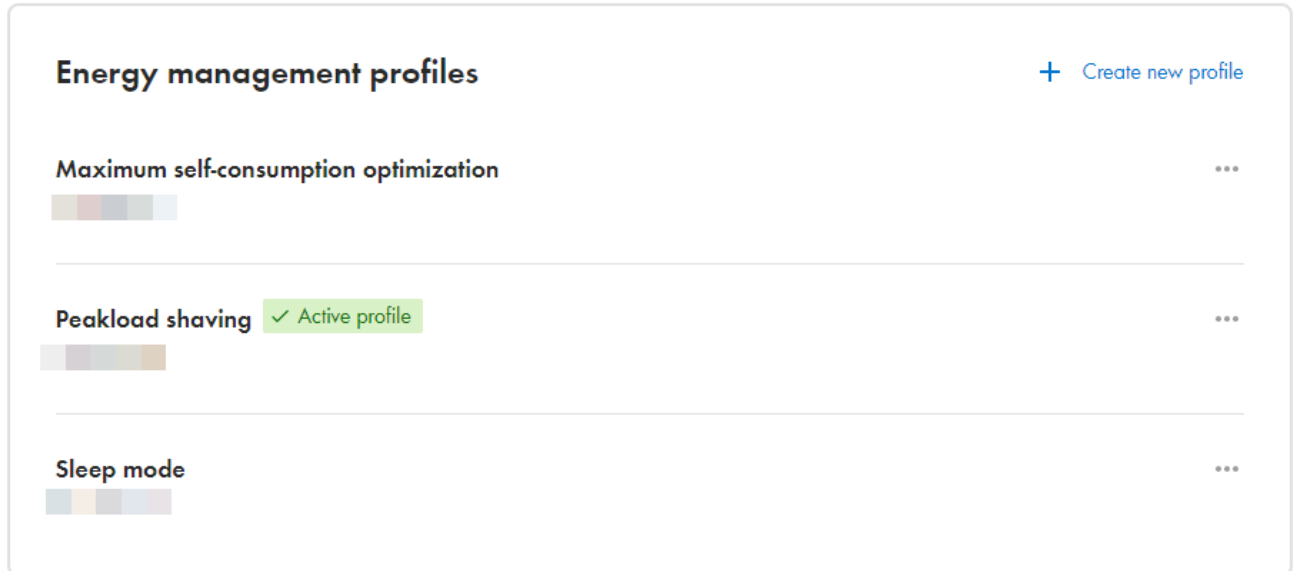 Energy management profiles
+ Create new profile
Maximum self-consumption optimization
Peakload shaving ✓ Active profile
Sleep mode